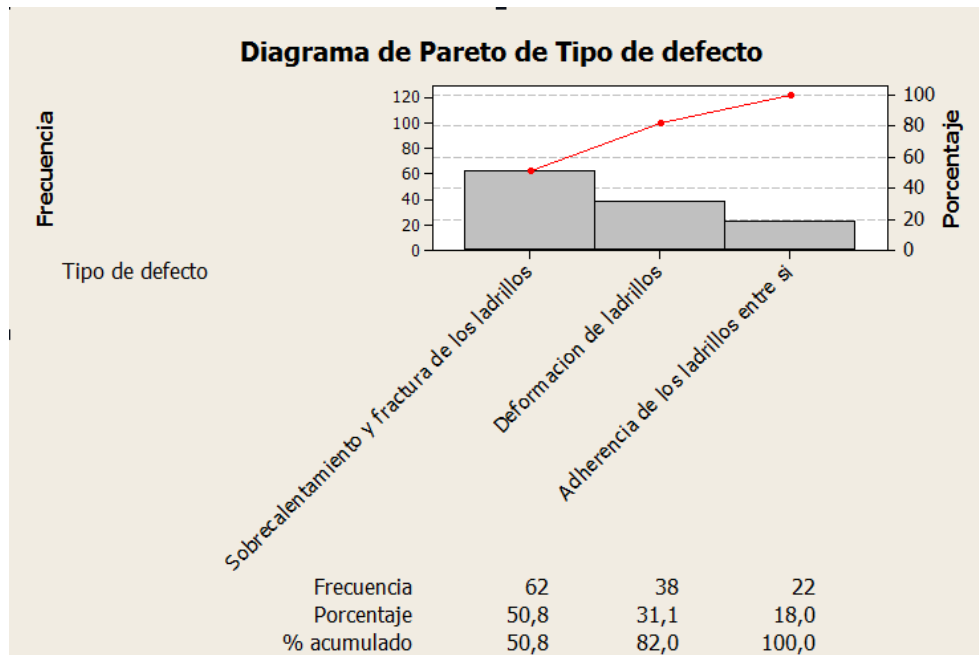 Diagrama de Pareto de Tipo de defecto
Frecuencia
120
100
80
60
40
20
0
100
80
60
40
20
0
Porcentaje
Tipo de defecto
Sobrecalentamiento y fractura de los ladrillos
Deformacion de ladrillos
Adherencia de los ladrillos entre si
Frecuencia 62 38 22
Porcentaje 50,8 31,1 18,0
% acumulado 50,8 82,0 100,0